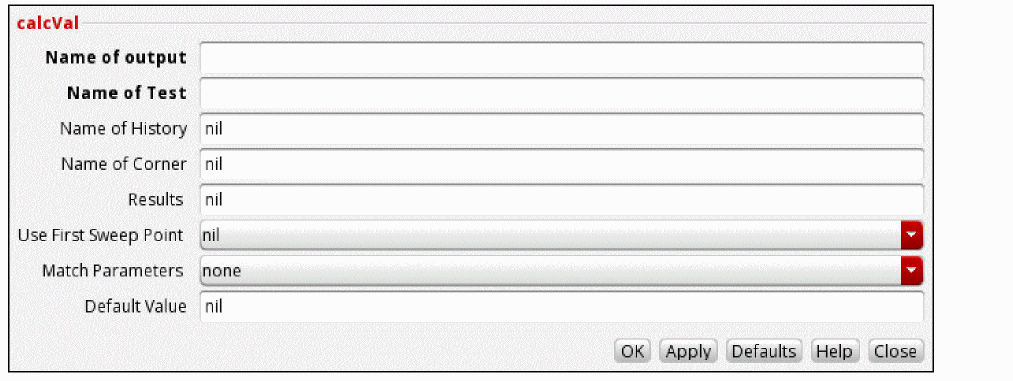 calcVal
Name of output
Name of Test
Name of History nil
Name of Corner nil
Results nil
Use First Sweep Point nil
Match Parameters none
Default Value nil
OK Apply Defaults Help Close